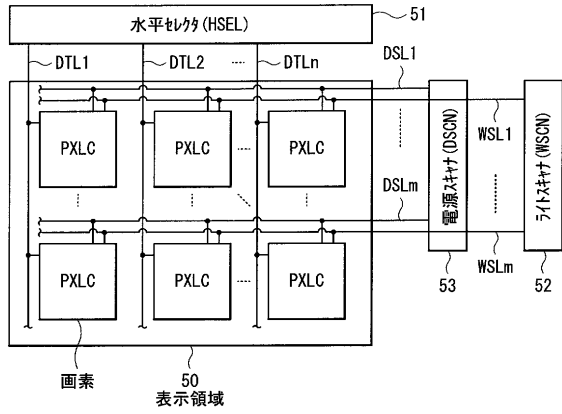 水平セレクタ(HSEL)
51
DTL1
DTL2
DTLn
DSL1
PXLC
PXLC
PXLC
WSL1
DSLm
電源スキャナ(DSCN)
ライトスキャナ(WSCN)
PXLC
PXLC
PXLC
WSLm
53
52
画素
50
表示領域